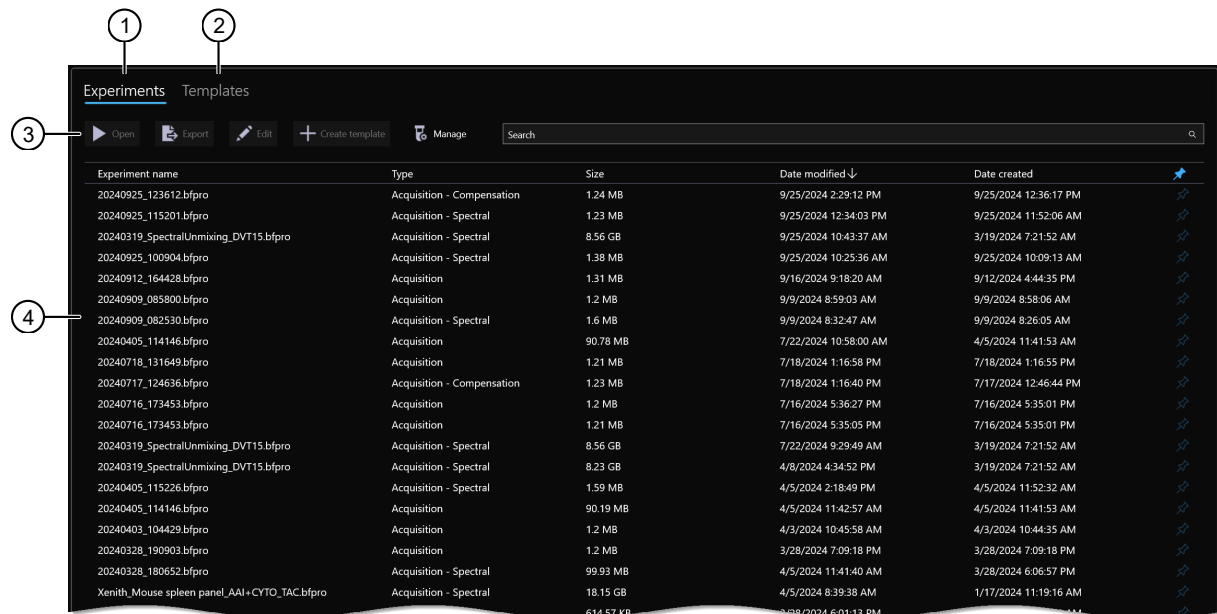 1 2
Experiments Templates
3 Open Export Edit Create template Manage Search
Experiment name Type Size Date modified Date created
20240925_123612.bfpro Acquisition - Compensation 1.24 MB 9/25/2024 2:29:12 PM 9/25/2024 12:36:17 PM
20240925_115201.bfpro Acquisition - Spectral 1.23 MB 9/25/2024 12:34:03 PM 9/25/2024 11:52:06 AM
20240319_SpectralUnmixing_DVT15.bfpro Acquisition - Spectral 8.56 GB 9/25/2024 10:43:37 AM 3/19/2024 7:21:52 AM
20240925_100904.bfpro Acquisition - Spectral 1.38 MB 9/25/2024 10:25:36 AM 9/25/2024 10:09:13 AM
20240912_164428.bfpro Acquisition 1.31 MB 9/16/2024 9:18:20 AM 9/12/2024 4:44:35 PM
20240909_085800.bfpro Acquisition 1.2 MB 9/9/2024 8:59:03 AM 9/9/2024 8:58:06 AM
4 20240909_082530.bfpro Acquisition - Spectral 1.6 MB 9/9/2024 8:32:47 AM 9/9/2024 8:26:05 AM
20240405_114146.bfpro Acquisition 90.78 MB 7/22/2024 10:58:00 AM 4/5/2024 11:41:53 AM
20240718_131649.bfpro Acquisition 1.21 MB 7/18/2024 1:16:58 PM 7/18/2024 1:16:55 PM
20240717_124636.bfpro Acquisition - Compensation 1.23 MB 7/18/2024 1:16:40 PM 7/17/2024 12:46:44 PM
20240716_173453.bfpro Acquisition 1.2 MB 7/16/2024 5:36:27 PM 7/16/2024 5:35:01 PM
20240716_173453.bfpro Acquisition 1.21 MB 7/16/2024 5:35:05 PM 7/16/2024 5:35:01 PM
20240319_SpectralUnmixing_DVT15.bfpro Acquisition - Spectral 8.56 GB 7/22/2024 9:29:49 AM 3/19/2024 7:21:52 AM
20240319_SpectralUnmixing_DVT15.bfpro Acquisition - Spectral 8.23 GB 4/8/2024 4:34:52 PM 3/19/2024 7:21:52 AM
20240405_115226.bfpro Acquisition - Spectral 1.59 MB 4/5/2024 2:18:49 PM 4/5/2024 11:52:32 AM
20240405_114146.bfpro Acquisition 90.19 MB 4/5/2024 11:42:57 AM 4/5/2024 11:41:53 AM
20240403_104429.bfpro Acquisition 1.2 MB 4/3/2024 10:45:58 AM 4/3/2024 10:44:35 AM
20240328_190903.bfpro Acquisition 1.2 MB 3/28/2024 7:09:18 PM 3/28/2024 7:09:18 PM
20240328_180652.bfpro Acquisition - Spectral 99.93 MB 4/5/2024 11:41:40 AM 3/28/2024 6:06:57 PM
Xenith_Mouse spleen panel_AAI+CYTO_TAC.bfpro Acquisition - Spectral 18.15 GB 4/5/2024 8:39:38 AM 1/17/2024 11:19:16 AM